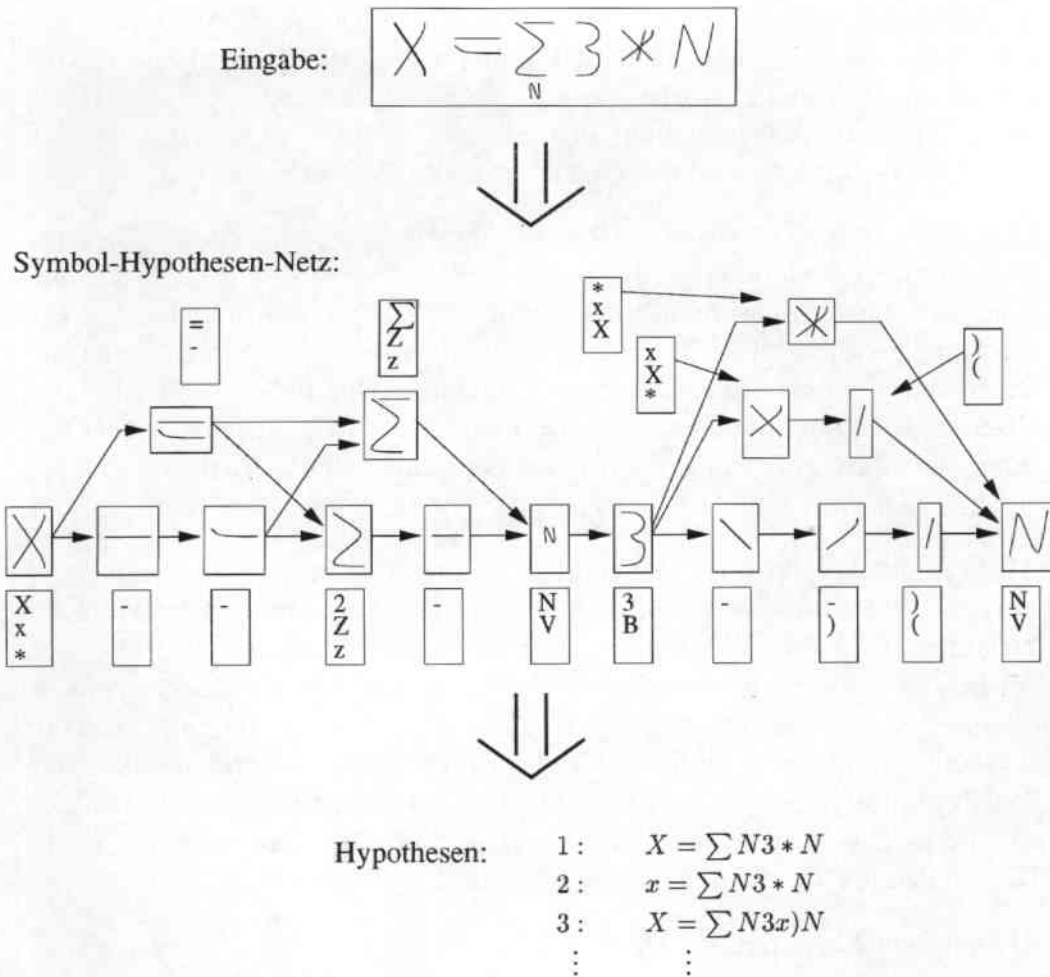 Eingabe:
X = ∑ 3 * N
N
Symbol-Hypothesen-Netz:
=
-
∑
Z
z
*
x
X
x
X
*
)
(
X
x
*
-
-
2
Z
z
-
N
V
3
B
-
-
)
)
(
N
V
Hypothesen:
1 : X = ∑ N3 * N
2 : x = ∑ N3 * N
3 : X = ∑ N3x)N
⋮ ⋮